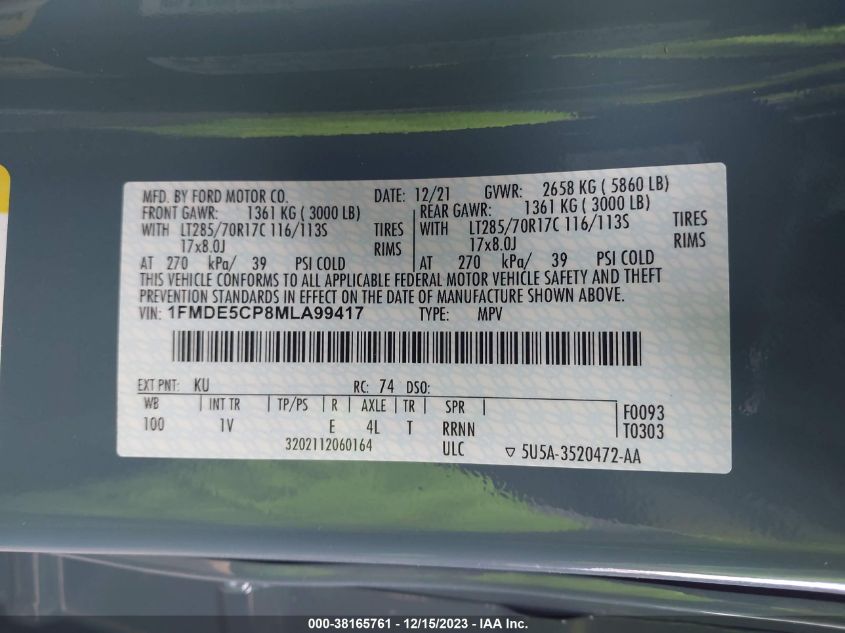 MFD. BY FORD MOTOR CO. DATE: 12/21 GVWR: 2658 KG ( 5860 LB)
FRONT GAWR: 1361 KG ( 3000 LB) REAR GAWR: 1361 KG ( 3000 LB)
WITH LT285/70R17C 116/113S TIRES WITH LT285/70R17C 116/113S TIRES
17x8.0J RIMS 17x8.0J RIMS
AT 270 kPa/ 39 PSI COLD AT 270 kPa/ 39 PSI COLD
THIS VEHICLE CONFORMS TO ALL APPLICABLE FEDERAL MOTOR VEHICLE SAFETY AND THEFT
PREVENTION STANDARDS IN EFFECT ON THE DATE OF MANUFACTURE SHOWN ABOVE.
VIN: 1FMDE5CP8MLA99417 TYPE: MPV
EXT PNT: KU RC: 74 DSO:
WB | INT TR | TP/PS | R | AXLE | TR | SPR | F0093
100 1V E 4L T RRNN T0303
3202112060164 ULC ▽ 5U5A-3520472-AA
000-38165761 - 12/15/2023 - IAA Inc.